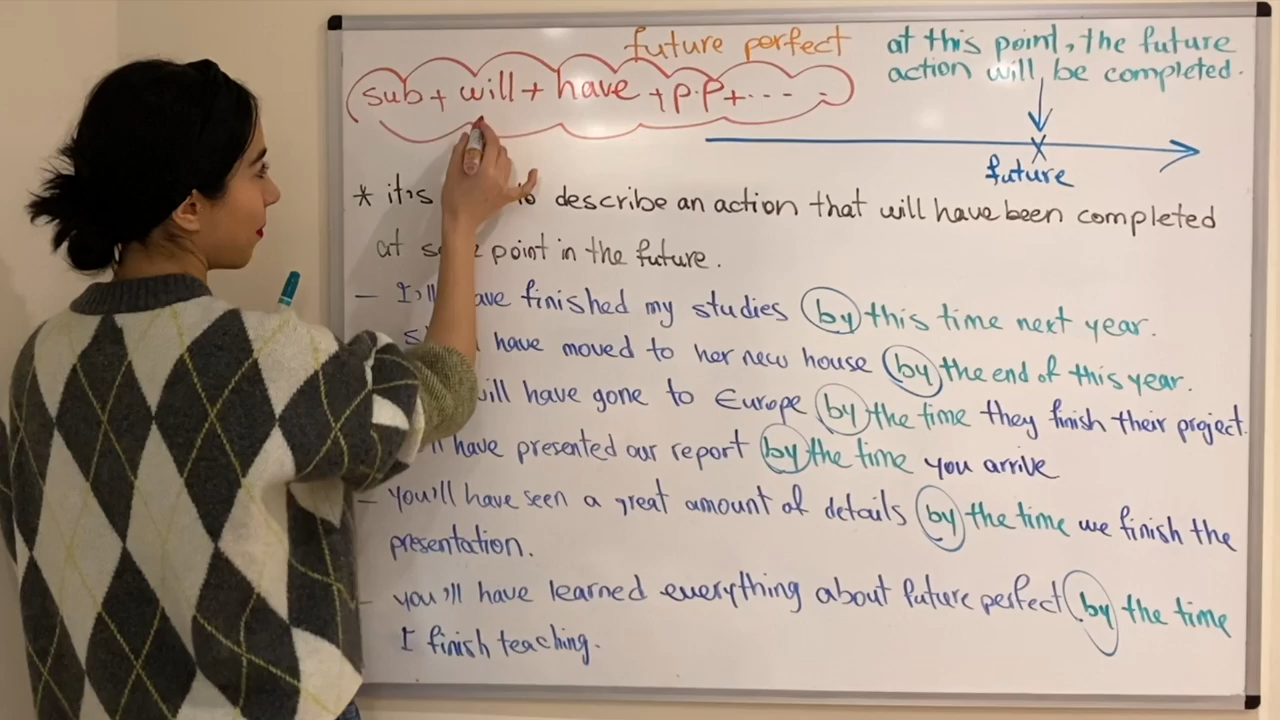 future perfect
sub + will + have + p.p + ....
at this point, the future
action will be completed.
future
* it's to describe an action that will have been completed
at point in the future.
- I'll have finished my studies by this time next year.
have moved to her new house by the end of this year.
will have gone to Europe by the time they finish their project.
have presented our report by the time you arrive
- You'll have seen a great amount of details by the time we finish the
presentation.
- you'll have learned everything about future perfect by the time
I finish teaching.